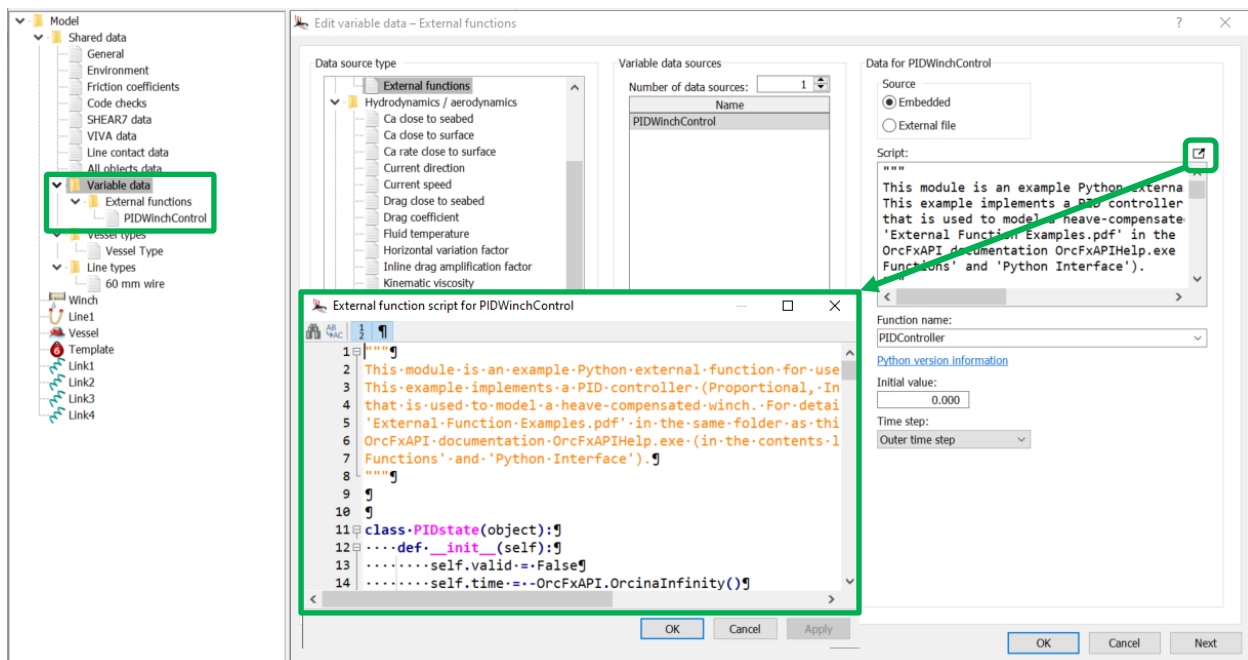 Model
Shared data
General
Environment
Friction coefficients
Code checks
SHEAR7 data
VIVA data
Line contact data
All objects data
Variable data
External functions
PIDWinchControl
Vessel types
Vessel Type
Line types
60 mm wire
Winch
Line1
Vessel
Template
Link1
Link2
Link3
Link4
Edit variable data – External functions
?
Data source type
External functions
Hydrodynamics / aerodynamics
Ca close to seabed
Ca close to surface
Ca rate close to surface
Current direction
Current speed
Drag close to seabed
Drag coefficient
Fluid temperature
Horizontal variation factor
Inline drag amplification factor
Kinematic viscosity
Variable data sources
Number of data sources: 1
Name
PIDWinchControl
Data for PIDWinchControl
Source
Embedded
External file
Script:
"""
This module is an example Python externa
This example implements a PID controller
that is used to model a heave-compensate
'External Function Examples.pdf' in the
OrcFxAPI documentation OrcFxAPIHelp.exe
Functions' and 'Python Interface').
Function name:
PIDController
Python version information
Initial value:
0.000
Time step:
Outer time step
External function script for PIDWinchControl
AB
AC
1
2
¶
1 """¶
2 This·module·is·an·example·Python·external·function·for·use
3 This·example·implements·a·PID·controller·(Proportional,·In
4 that·is·used·to·model·a·heave-compensated·winch.·For·detai
5 'External·Function·Examples.pdf'·in·the·same·folder·as·thi
6 OrcFxAPI·documentation·OrcFxAPIHelp.exe·(in·the·contents·l
7 Functions'·and·'Python·Interface').¶
8 """¶
9 ¶
10 ¶
11 class·PIDstate(object):¶
12 ····def·__init__(self):¶
13 ········self.valid·=·False¶
14 ········self.time·=·-OrcFxAPI.OrcinaInfinity()¶
OK Cancel Apply
OK Cancel Next